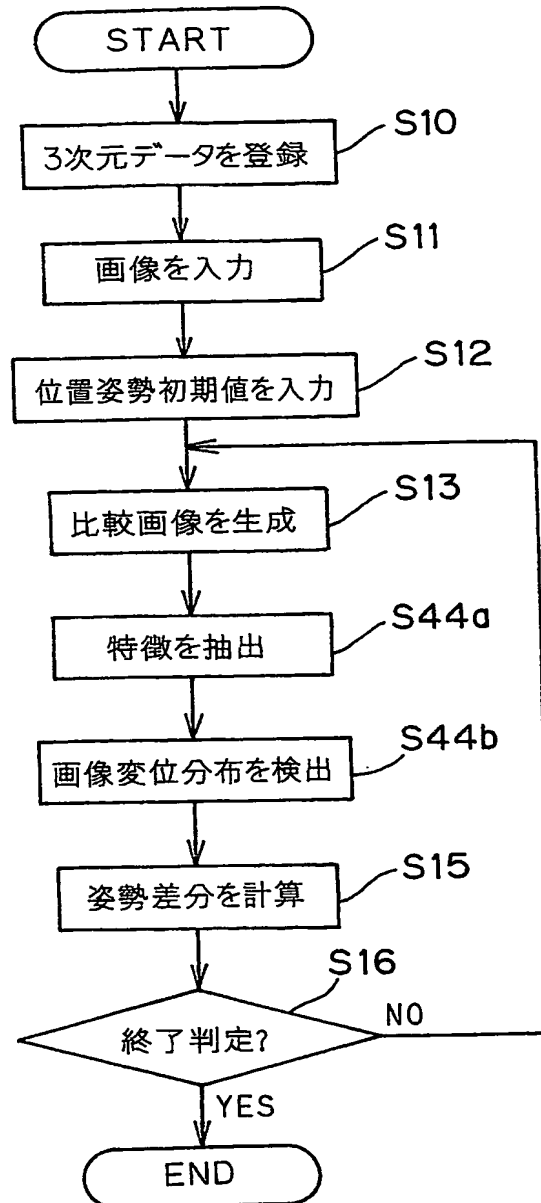 START
3次元データを登録
S10
画像を入力
S11
位置姿勢初期値を入力
S12
比較画像を生成
S13
特徴を抽出
S44a
画像変位分布を検出
S44b
姿勢差分を計算
S15
終了判定?
S16
NO
YES
END